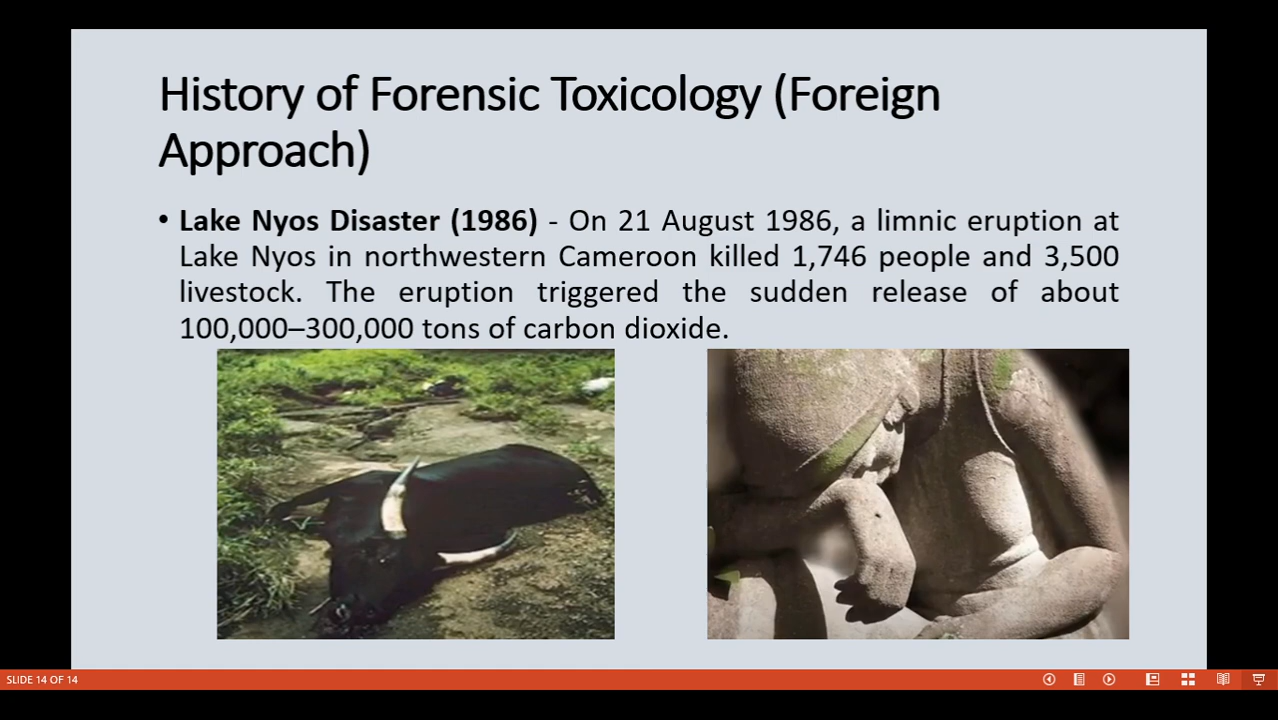 History of Forensic Toxicology (Foreign
Approach)
• Lake Nyos Disaster (1986) - On 21 August 1986, a limnic eruption at
Lake Nyos in northwestern Cameroon killed 1,746 people and 3,500
livestock. The eruption triggered the sudden release of about
100,000–300,000 tons of carbon dioxide.
SLIDE 14 OF 14